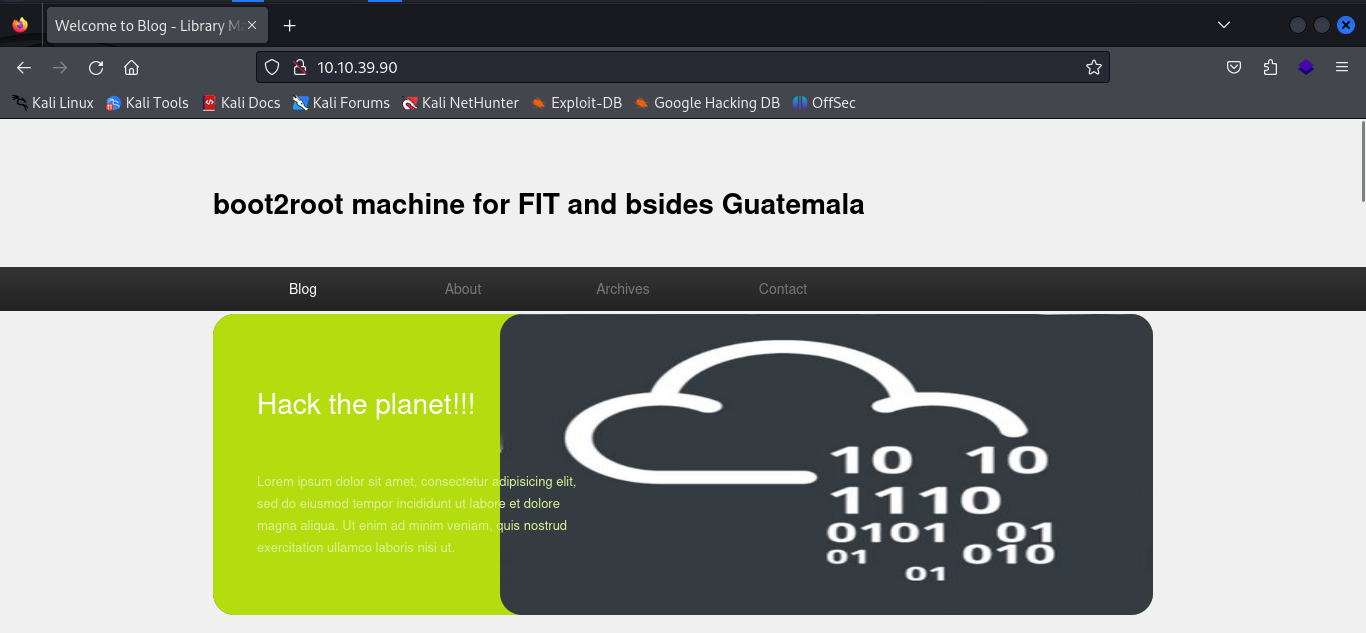 Welcome to Blog - Library M
10.10.39.90
Kali Linux Kali Tools Kali Docs Kali Forums Kali NetHunter Exploit-DB Google Hacking DB OffSec
boot2root machine for FIT and bsides Guatemala
Blog About Archives Contact
Hack the planet!!!
Lorem ipsum dolor sit amet, consectetur adipisicing elit,
sed do eiusmod tempor incididunt ut labore et dolore
magna aliqua. Ut enim ad minim veniam, quis nostrud
exercitation ullamco laboris nisi ut.
10 10
1110
0101 01
01 010
01